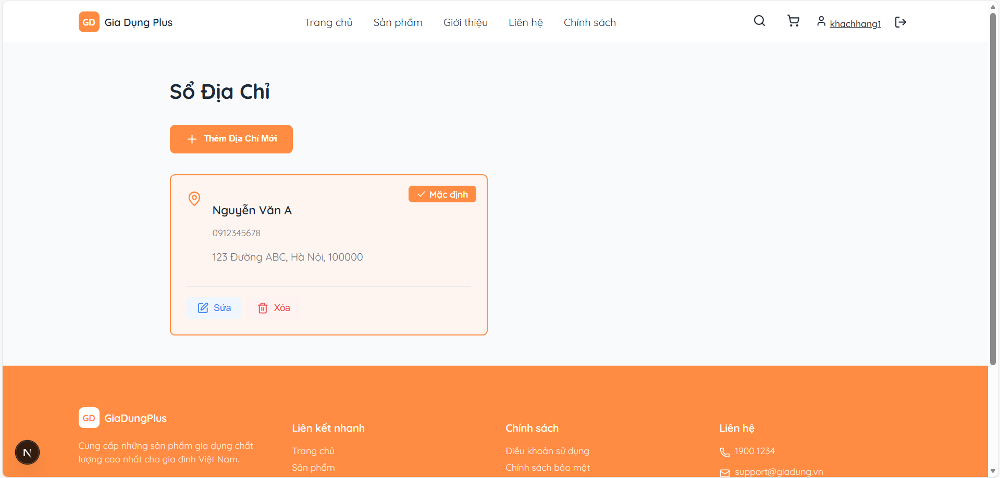 GD Gia Dụng Plus Trang chủ Sản phẩm Giới thiệu Liên hệ Chính sách khachhang1
Sổ Địa Chỉ
Thêm Địa Chỉ Mới
Mặc định
Nguyễn Văn A
0912345678
123 Đường ABC, Hà Nội, 100000
Sửa Xóa
GD GiaDungPlus
Cung cấp những sản phẩm gia dụng chất
lượng cao nhất cho gia đình Việt Nam.
N
Liên kết nhanh
Trang chủ
Sản phẩm
Chính sách
Điều khoản sử dụng
Chính sách bảo mật
Liên hệ
1900 1234
support@giadung.vn